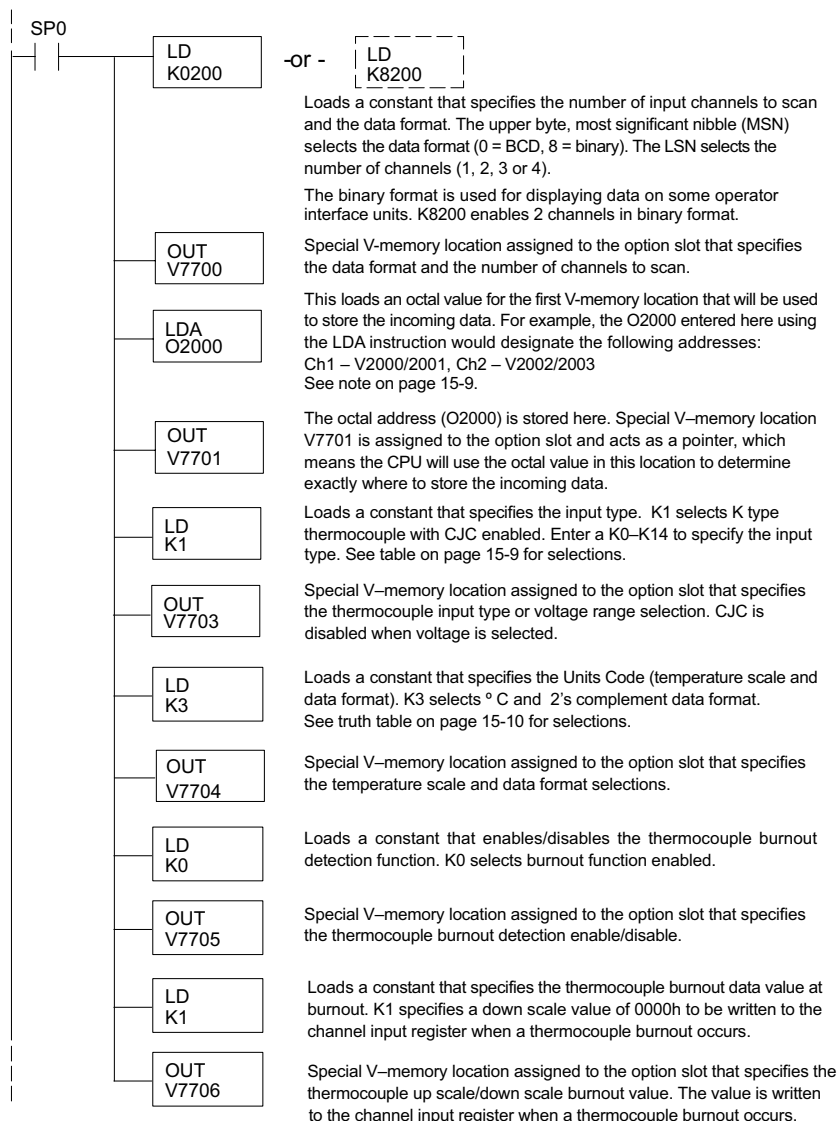 SP0
LD
K0200
-or -
LD
K8200
Loads a constant that specifies the number of input channels to scan
and the data format. The upper byte, most significant nibble (MSN)
selects the data format (0 = BCD, 8 = binary). The LSN selects the
number of channels (1, 2, 3 or 4).
The binary format is used for displaying data on some operator
interface units. K8200 enables 2 channels in binary format.
OUT
V7700
Special V-memory location assigned to the option slot that specifies
the data format and the number of channels to scan.
LDA
O2000
This loads an octal value for the first V-memory location that will be used
to store the incoming data. For example, the O2000 entered here using
the LDA instruction would designate the following addresses:
Ch1 – V2000/2001, Ch2 – V2002/2003
See note on page 15-9.
OUT
V7701
The octal address (O2000) is stored here. Special V–memory location
V7701 is assigned to the option slot and acts as a pointer, which
means the CPU will use the octal value in this location to determine
exactly where to store the incoming data.
LD
K1
Loads a constant that specifies the input type. K1 selects K type
thermocouple with CJC enabled. Enter a K0–K14 to specify the input
type. See table on page 15-9 for selections.
OUT
V7703
Special V–memory location assigned to the option slot that specifies
the thermocouple input type or voltage range selection. CJC is
disabled when voltage is selected.
LD
K3
Loads a constant that specifies the Units Code (temperature scale and
data format). K3 selects º C and 2's complement data format.
See truth table on page 15-10 for selections.
OUT
V7704
Special V–memory location assigned to the option slot that specifies
the temperature scale and data format selections.
LD
K0
Loads a constant that enables/disables the thermocouple burnout
detection function. K0 selects burnout function enabled.
OUT
V7705
Special V–memory location assigned to the option slot that specifies
the thermocouple burnout detection enable/disable.
LD
K1
Loads a constant that specifies the thermocouple burnout data value at
burnout. K1 specifies a down scale value of 0000h to be written to the
channel input register when a thermocouple burnout occurs.
OUT
V7706
Special V–memory location assigned to the option slot that specifies the
thermocouple up scale/down scale burnout value. The value is written
to the channel input register when a thermocouple burnout occurs.